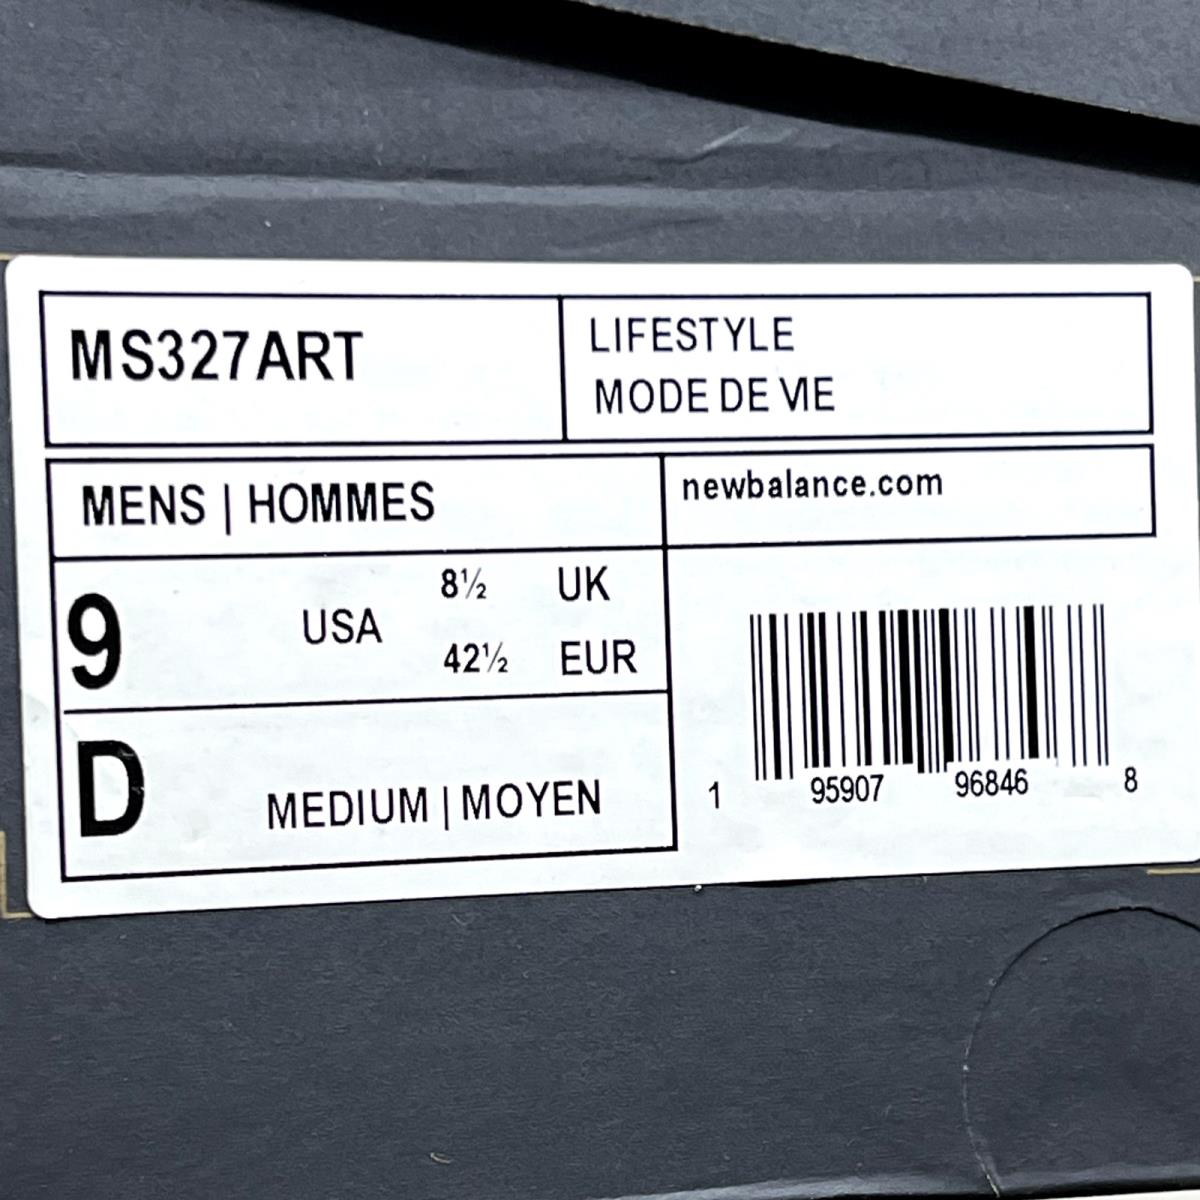 MS327ART
LIFESTYLE
MODE DE VIE
MENS | HOMMES
newbalance.com
9 USA
8½ UK
42½ EUR
D MEDIUM | MOYEN
1 95907 96846 8